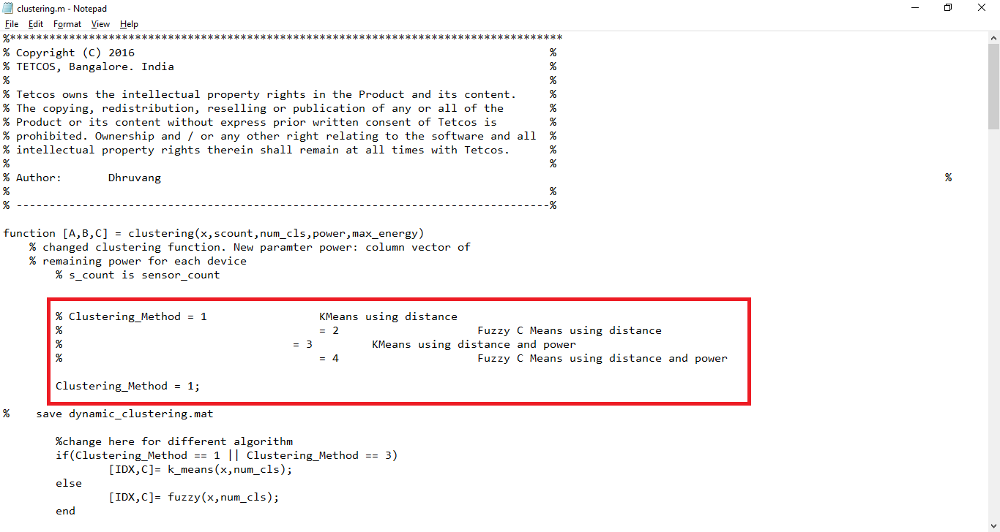 clustering.m - Notepad
File Edit Format View Help
%************************************************************************************
% Copyright (C) 2016 %
% TETCOS, Bangalore. India %
% %
% Tetcos owns the intellectual property rights in the Product and its content. %
% The copying, redistribution, reselling or publication of any or all of the %
% Product or its content without express prior written consent of Tetcos is %
% prohibited. Ownership and / or any other right relating to the software and all %
% intellectual property rights therein shall remain at all times with Tetcos. %
% %
% Author: Dhruvang %
% %
% ---------------------------------------------------------------------------------%
function [A,B,C] = clustering(x,scount,num_cls,power,max_energy)
% changed clustering function. New paramter power: column vector of
% remaining power for each device
% s_count is sensor_count
% Clustering_Method = 1 KMeans using distance
% = 2 Fuzzy C Means using distance
% = 3 KMeans using distance and power
% = 4 Fuzzy C Means using distance and power
Clustering_Method = 1;
% save dynamic_clustering.mat
%change here for different algorithm
if(Clustering_Method == 1 || Clustering_Method == 3)
[IDX,C]= k_means(x,num_cls);
else
[IDX,C]= fuzzy(x,num_cls);
end